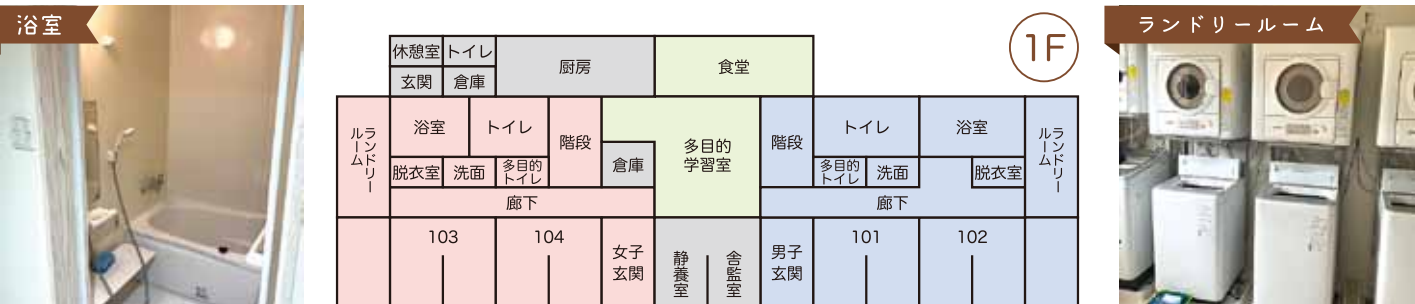 浴室
1F
ランドリールーム
休憩室
トイレ
厨房
食堂
玄関
倉庫
ランドリー
ルーム
浴室
トイレ
階段
多目的
学習室
階段
トイレ
浴室
ランドリー
ルーム
脱衣室
洗面
多目的
トイレ
倉庫
多目的
トイレ
洗面
脱衣室
廊下
廊下
103
104
女子
玄関
静養室
舎監室
男子
玄関
101
102